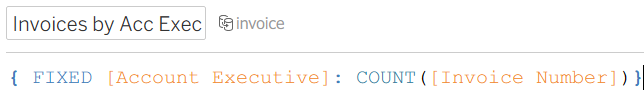 Invoices by Acc Exec invoice
{ FIXED [Account Executive]: COUNT([Invoice Number])}